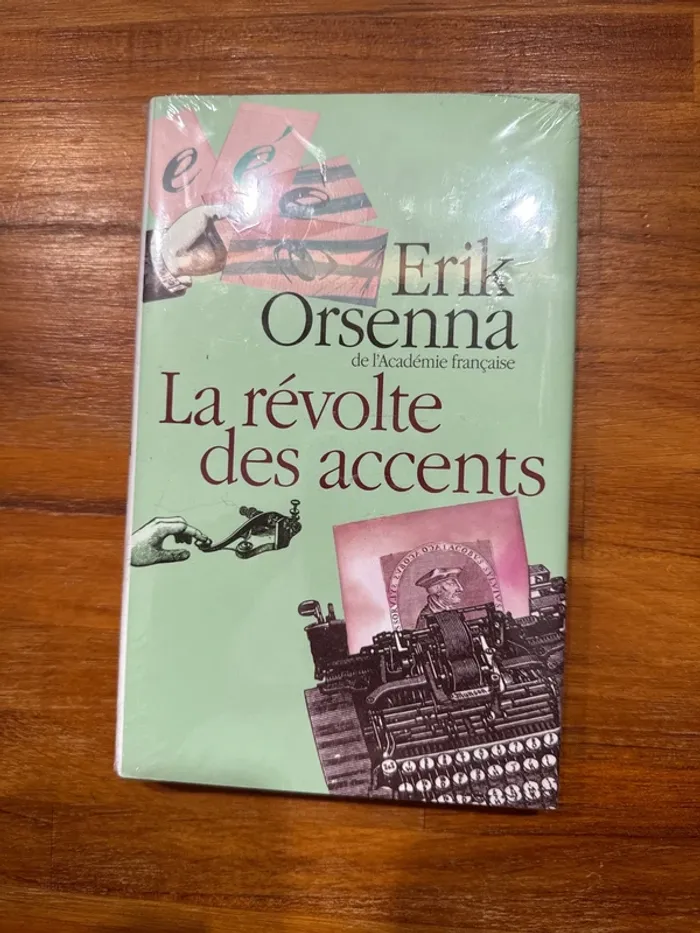 e
é
Erik
Orsenna
de l'Académie française
La révolte
des accents